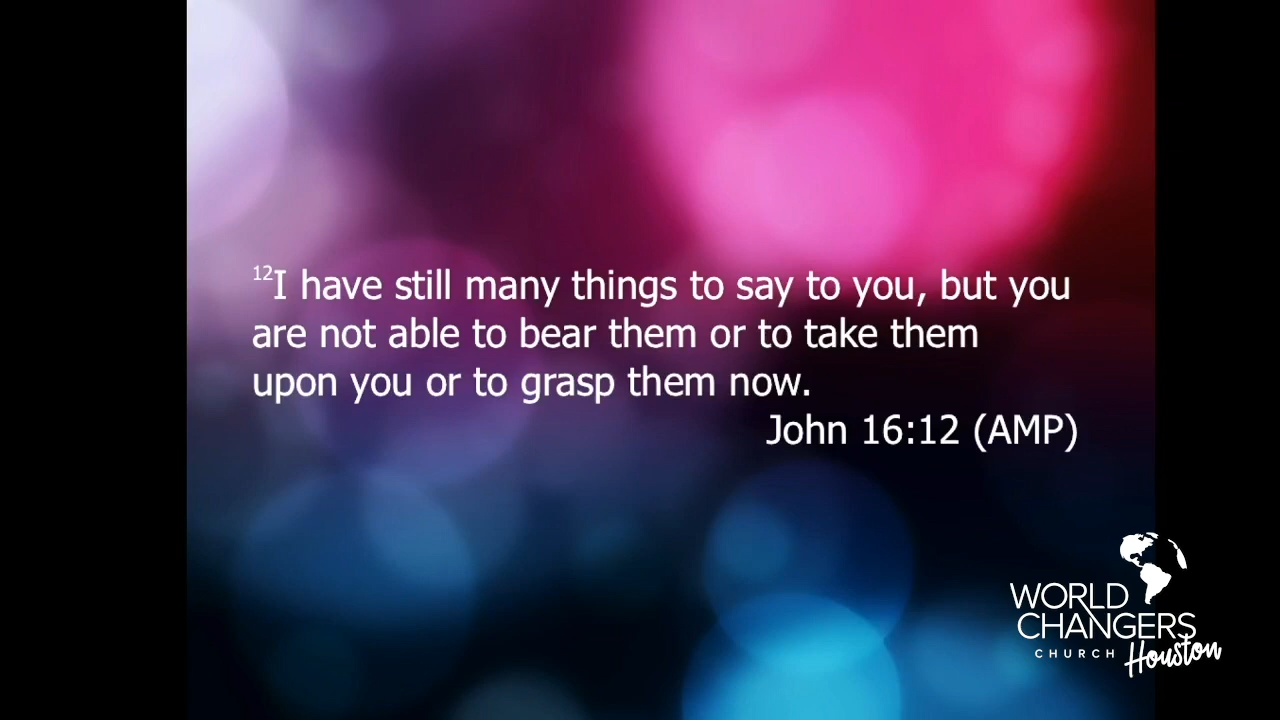 12I have still many things to say to you, but you
are not able to bear them or to take them
upon you or to grasp them now.
John 16:12 (AMP)
WORLD
CHANGERS
CHURCH Houston